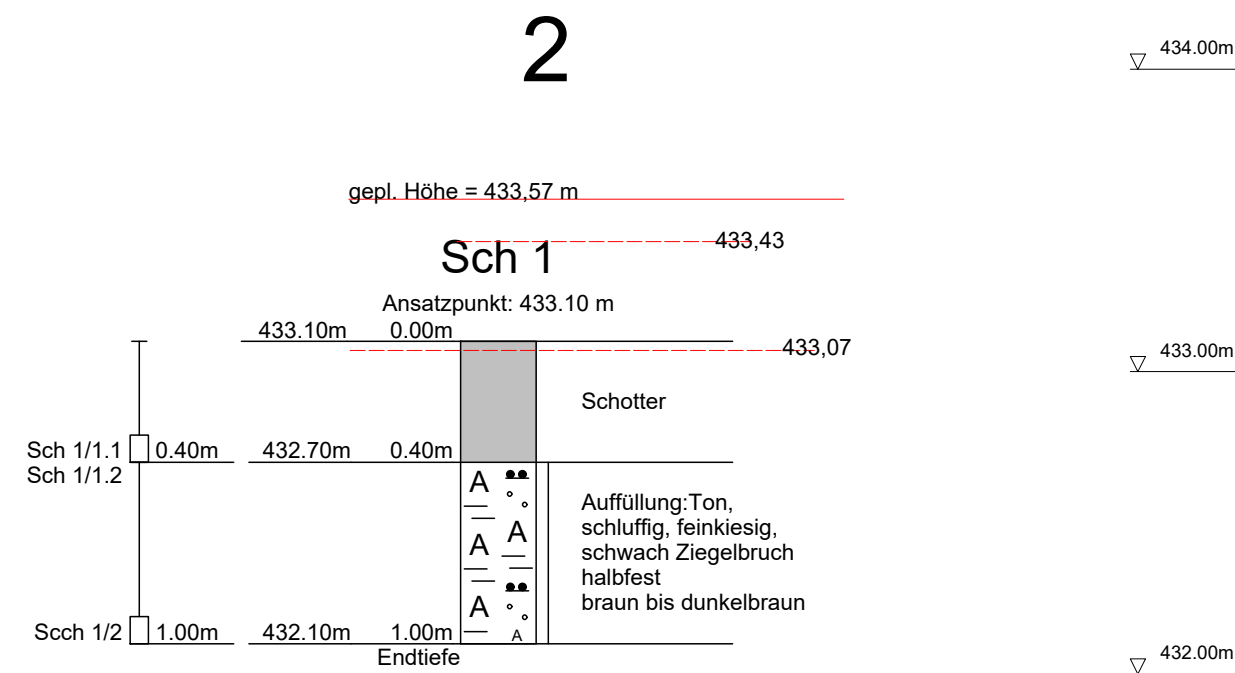 2
434.00m
gepl. Höhe = 433,57 m
433,43
Sch 1
Ansatzpunkt: 433.10 m
433.10m 0.00m
433,07
433.00m
Schotter
Sch 1/1.1 0.40m 432.70m 0.40m
Sch 1/1.2
A
A
A
A
A
Auffüllung:Ton,
schluffig, feinkiesig,
schwach Ziegelbruch
halbfest
braun bis dunkelbraun
Scch 1/2 1.00m 432.10m 1.00m
Endtiefe
432.00m